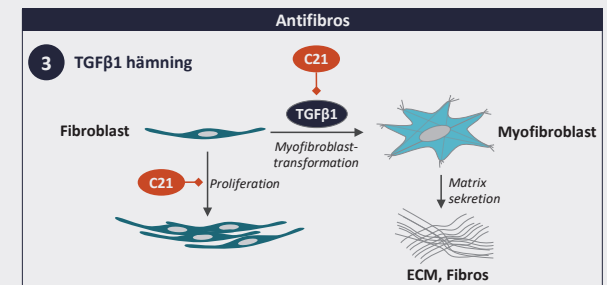 Antifibros
3 TGFβ1 hämning
C21
TGFβ1
Fibroblast
Myofibroblast
Myofibroblast-
transformation
C21
Proliferation
Matrix
sekretion
ECM, Fibros